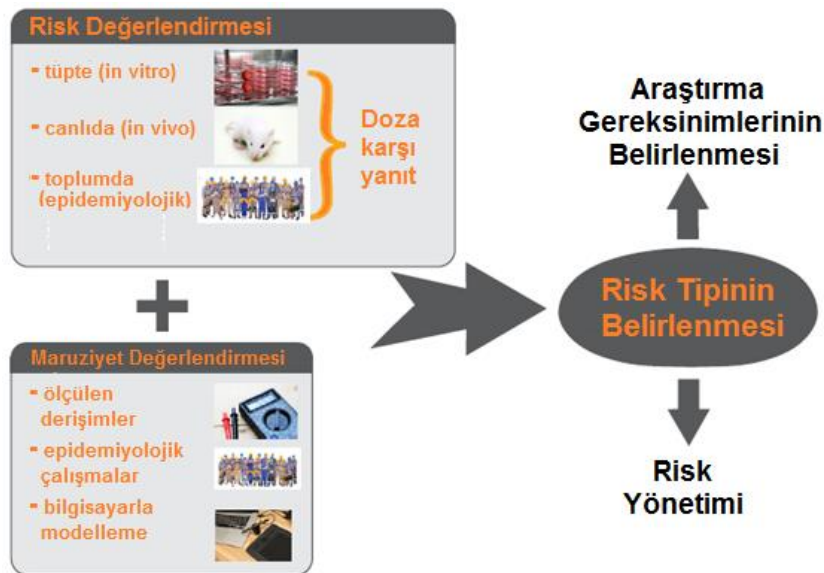 Risk Değerlendirmesi
- tüpte (in vitro)
- canlıda (in vivo)
- toplumda
(epidemiyolojik)
Doza
karşı
yanıt
+
Maruziyet Değerlendirmesi
- ölçülen
derişimler
- epidemiyolojik
çalışmalar
- bilgisayarla
modelleme
Araştırma
Gereksinimlerinin
Belirlenmesi
Risk Tipinin
Belirlenmesi
Risk
Yönetimi